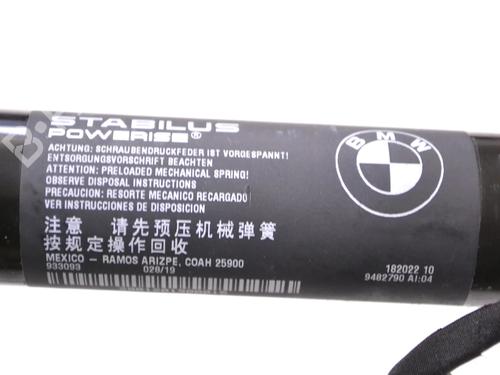 STABILUS
POWERISE®
ACHTUNG: SCHRAUBENDRUCKFEDER IST VORGESPANNT!
ENTSORGUNGSVORSCHRIFT BEACHTEN
ATTENTION: PRELOADED MECHANICAL SPRING!
OBSERVE DISPOSAL INSTRUCTIONS
PRECAUCION: RESORTE MECANICO RECARGADO
VER INSTRUCCIONES DE DISPOSICION
注意 请先预压机械弹簧
按规定操作回收
MEXICO – RAMOS ARIZPE, COAH 25900
933093 028/19
BMW
182022 10
9482790 AI:04